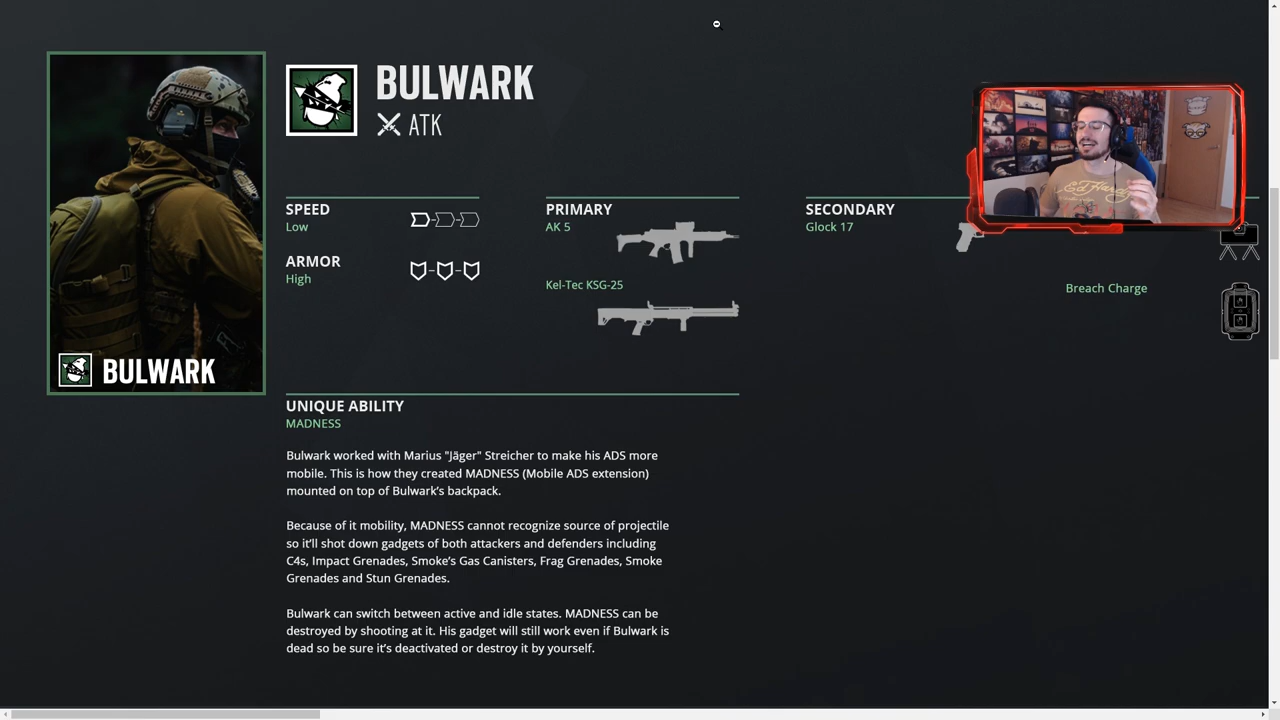 BULWARK
ATK
SPEED
Low
ARMOR
High
PRIMARY
AK 5
Kel-Tec KSG-25
SECONDARY
Glock 17
Breach Charge
BULWARK
UNIQUE ABILITY
MADNESS
Bulwark worked with Marius "Jäger" Streicher to make his ADS more
mobile. This is how they created MADNESS (Mobile ADS extension)
mounted on top of Bulwark's backpack.
Because of it mobility, MADNESS cannot recognize source of projectile
so it'll shot down gadgets of both attackers and defenders including
C4s, Impact Grenades, Smoke's Gas Canisters, Frag Grenades, Smoke
Grenades and Stun Grenades.
Bulwark can switch between active and idle states. MADNESS can be
destroyed by shooting at it. His gadget will still work even if Bulwark is
dead so be sure it's deactivated or destroy it by yourself.
Ed Hardy